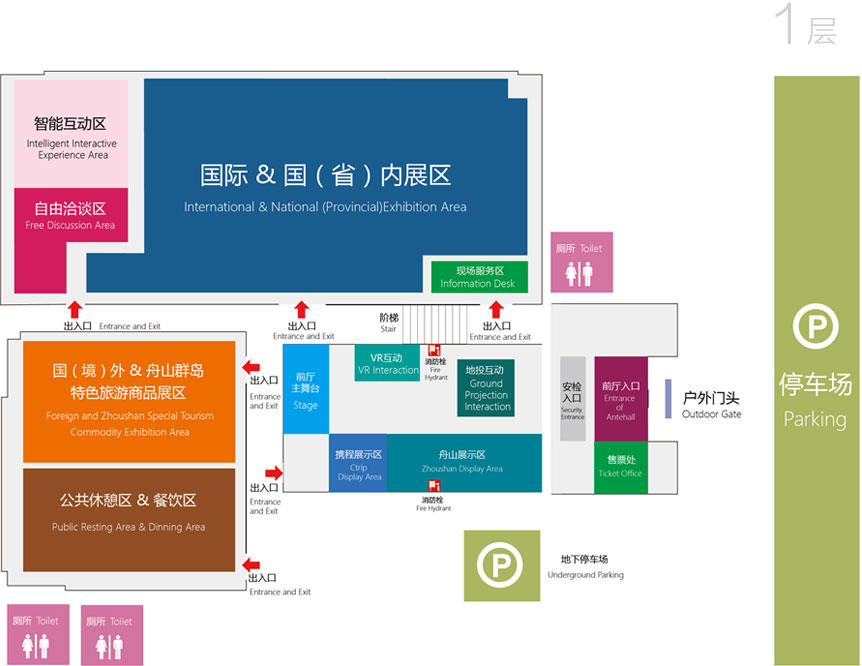 1层
智能互动区
Intelligent Interactive
Experience Area
自由洽谈区
Free Discussion Area
国际 & 国（省）内展区
International & National (Provincial)Exhibition Area
现场服务区
Information Desk
厕所 Toilet
出入口 Entrance and Exit
出入口
Entrance and Exit
阶梯
Stair
出入口
Entrance and Exit
国（境）外 & 舟山群岛
特色旅游商品展区
Foreign and Zhoushan Special Tourism
Commodity Exhibition Area
出入口
Entrance
and Exit
前厅
主舞台
Stage
VR互动
VR Interaction
消防栓
Fire
Hydrant
地投互动
Ground
Projection
Interaction
安检
入口
Security
Entrance
前厅入口
Entrance
of
Antehall
户外门头
Outdoor Gate
P
停车场
Parking
携程展示区
Ctrip
Display Area
舟山展示区
Zhoushan Display Area
售票处
Ticket Office
公共休憩区 & 餐饮区
Public Resting Area & Dinning Area
出入口
Entrance
and Exit
消防栓
Fire Hydrant
出入口
Entrance and Exit
P
地下停车场
Underground Parking
厕所 Toilet
厕所 Toilet